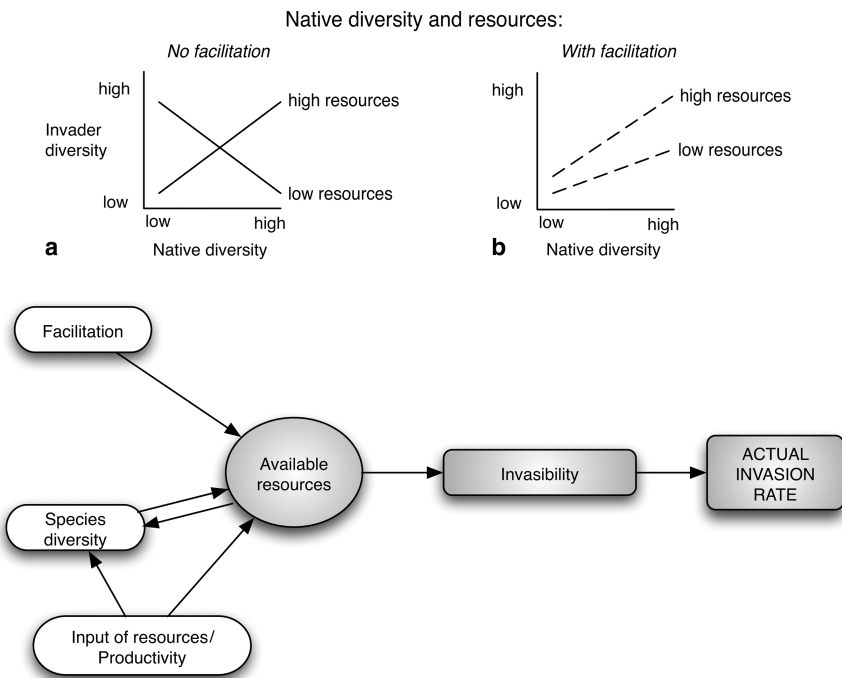 Native diversity and resources:
No facilitation
high
Invader
diversity
low
high resources
low resources
low
high
a
Native diversity
With facilitation
high
low
high resources
low resources
low
high
b
Native diversity
Facilitation
Available
resources
Invasibility
ACTUAL
INVASION
RATE
Species
diversity
Input of resources/
Productivity